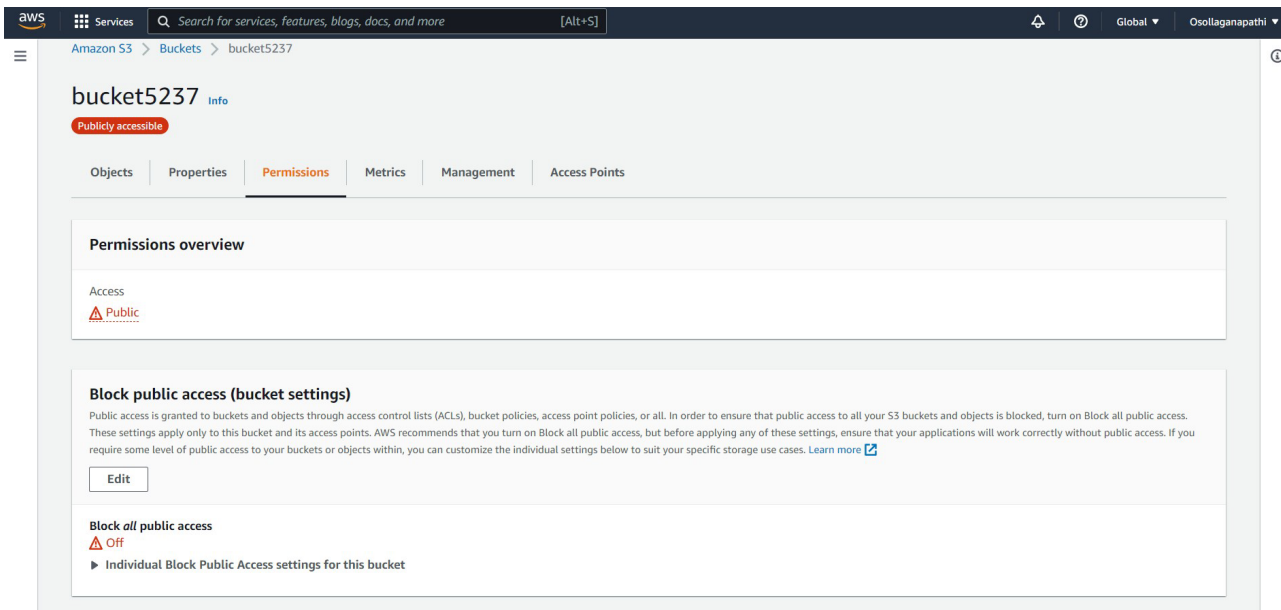 aws Services Search for services, features, blogs, docs, and more [Alt+S] Global Osollaganapathi
Amazon S3 > Buckets > bucket5237
bucket5237 Info
Publicly accessible
Objects Properties Permissions Metrics Management Access Points
Permissions overview
Access
Public
Block public access (bucket settings)
Public access is granted to buckets and objects through access control lists (ACLs), bucket policies, access point policies, or all. In order to ensure that public access to all your S3 buckets and objects is blocked, turn on Block all public access.
These settings apply only to this bucket and its access points. AWS recommends that you turn on Block all public access, but before applying any of these settings, ensure that your applications will work correctly without public access. If you
require some level of public access to your buckets or objects within, you can customize the individual settings below to suit your specific storage use cases. Learn more
Edit
Block all public access
Off
Individual Block Public Access settings for this bucket